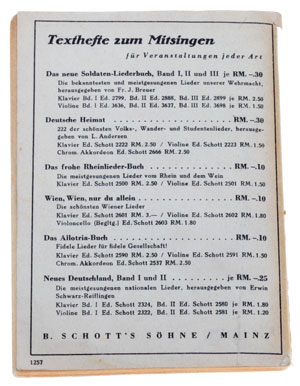 Texthefte zum Mitsingen
für Veranstaltungen jeder Art
Das neue Soldaten-Liederbuch, Band I, II und III je RM.–.30
Die bekanntesten und meistgesungenen Lieder unserer Wehrmacht,
herausgegeben von Fr. J. Breuer
Klavier Bd. I Ed. 2799, Bd. II Ed. 2888, Bd. III Ed. 2899 je RM. 2.50
Violine Bd. I Ed. 3636, Bd. II Ed. 3637, Bd. III Ed. 3698 je RM. 1.50
Deutsche Heimat . . . . . . . . . . . RM.–.30
222 der schönsten Volks-, Wander- und Studentenlieder, herausge-
geben von L. Andersen
Klavier Ed. Schott 2222 RM. 2.50 / Violine Ed. Schott 2223 RM. 1.50
Chrom. Akkordeon Ed. Schott 2666 RM. 2.50
Das frohe Rheinlieder-Buch . . . . . . . RM.–.10
Die meistgesungenen Lieder vom Rhein und dem Wein
Klavier Ed. Schott 2500 RM. 2.50 / Violine Ed. Schott 2501 RM. 1.50
Wien, Wien, nur du allein . . . . . . . . RM.–.10
Die schönsten Wiener Lieder
Klavier Ed. Schott 2601 RM. 3.— / Violine Ed. Schott 2602 RM. 1.80
Violoncello (Begltg.) Ed. Schott 2603 RM. 1.80
Das Allotria-Buch . . . . . . . . . . RM.–.10
Fidele Lieder für fidele Gesellschaft!
Klavier Ed. Schott 2590 RM. 2.50 / Violine Ed. Schott 2591 RM. 1.50
Chrom. Akkordeon Ed. Schott 2537 RM. 2.50
Neues Deutschland, Band I und II . . . . je RM.–.25
Die meistgesungenen nationalen Lieder, herausgegeben von Erwin
Schwarz-Reiflingen
Klavier Bd. I Ed. Schott 2324, Bd. II Ed. Schott 2580 je RM. 1.80
Violine Bd. I Ed. Schott 2322, Bd. II Ed. Schott 2581 je RM. 1.20
B. SCHOTT'S SÖHNE / MAINZ
1257